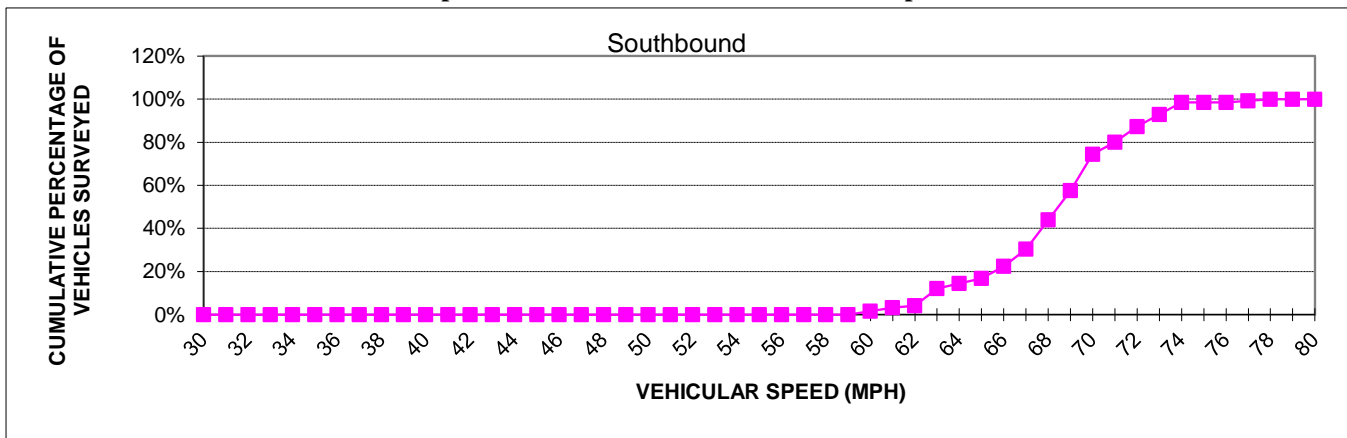 Southbound
CUMULATIVE PERCENTAGE OF
VEHICLES SURVEYED
120%
100%
80%
60%
40%
20%
0%
30 32 34 36 38 40 42 44 46 48 50 52 54 56 58 60 62 64 66 68 70 72 74 76 78 80
VEHICULAR SPEED (MPH)